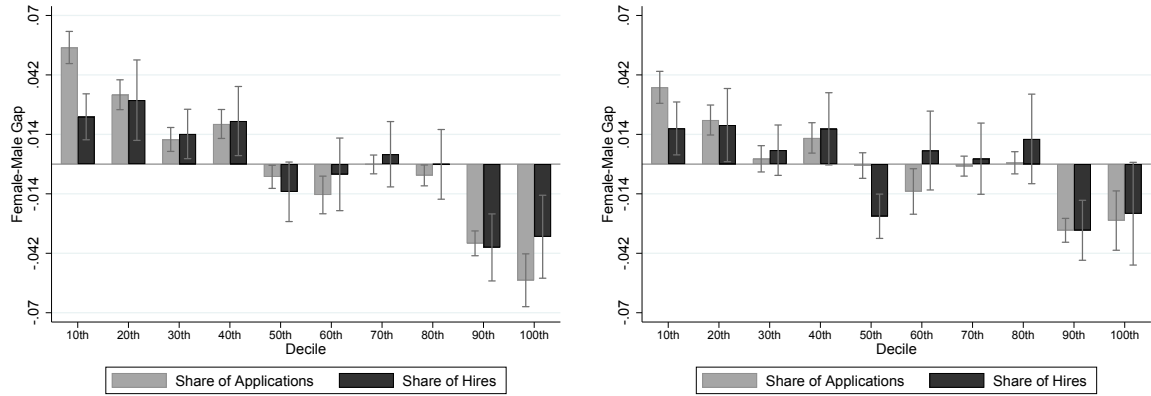 Female-Male Gap
.07
.042
.014
-.014
-.042
-.07
10th 20th 30th 40th 50th 60th 70th 80th 90th 100th
Decile
Share of Applications Share of Hires
Female-Male Gap
.07
.042
.014
-.014
-.042
-.07
10th 20th 30th 40th 50th 60th 70th 80th 90th 100th
Decile
Share of Applications Share of Hires